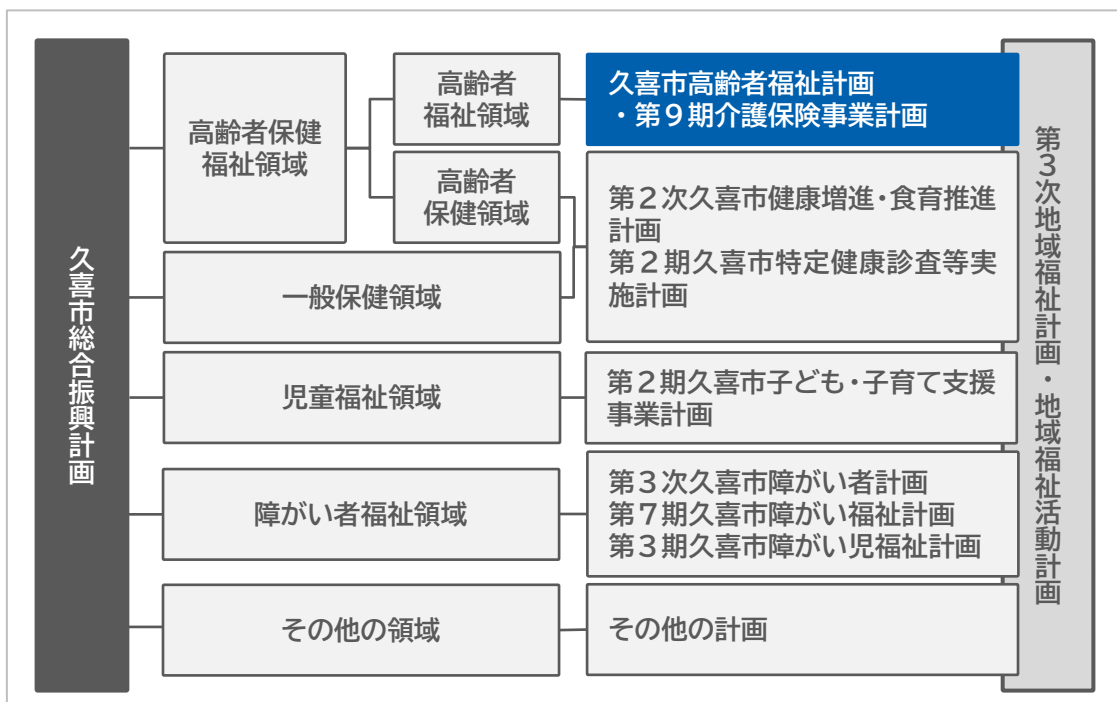 久喜市総合振興計画
高齢者保健
福祉領域
高齢者
福祉領域
久喜市高齢者福祉計画
・第９期介護保険事業計画
高齢者
保健領域
第２次久喜市健康増進・食育推進
計画
第２期久喜市特定健康診査等実
施計画
一般保健領域
児童福祉領域
第２期久喜市子ども・子育て支援
事業計画
障がい者福祉領域
第３次久喜市障がい者計画
第７期久喜市障がい福祉計画
第３期久喜市障がい児福祉計画
その他の領域
その他の計画
第３次地域福祉計画・地域福祉活動計画